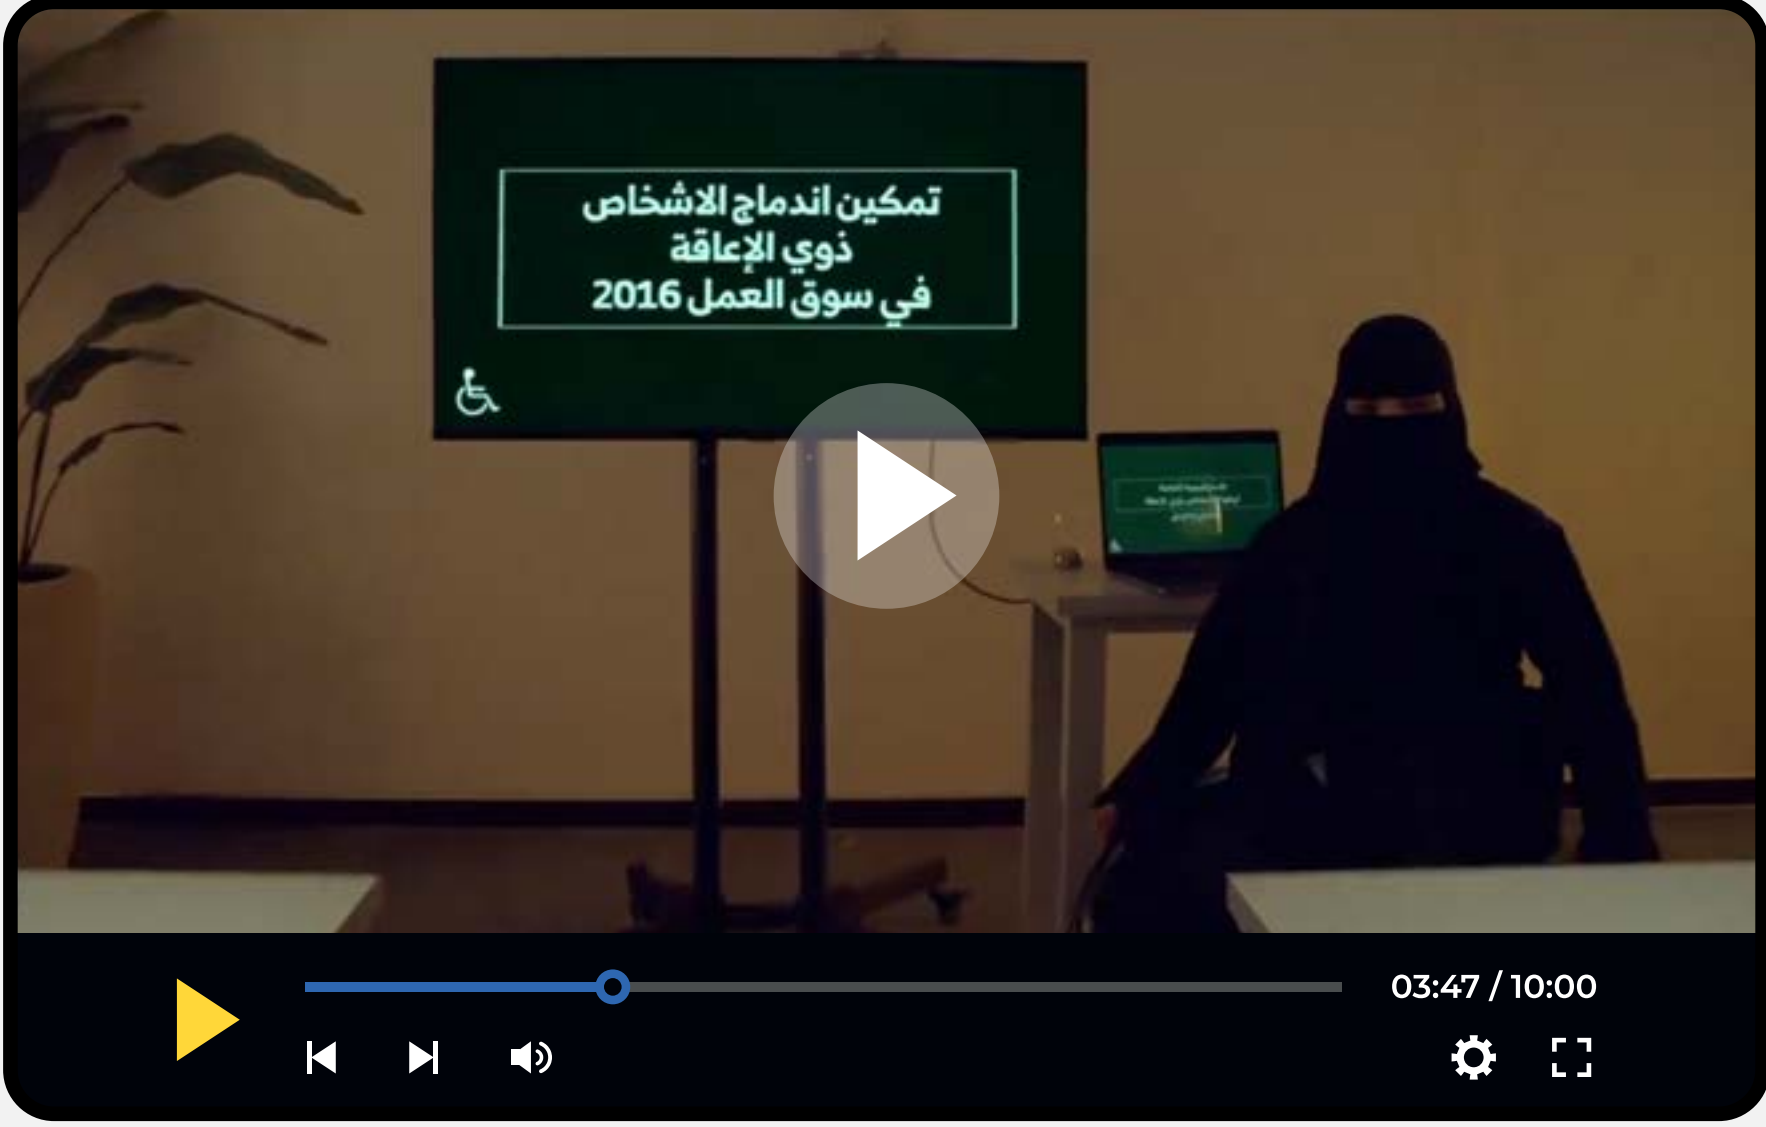 تمكين اندماج الاشخاص
ذوي الإعاقة
في سوق العمل 2016
03:47 / 10:00